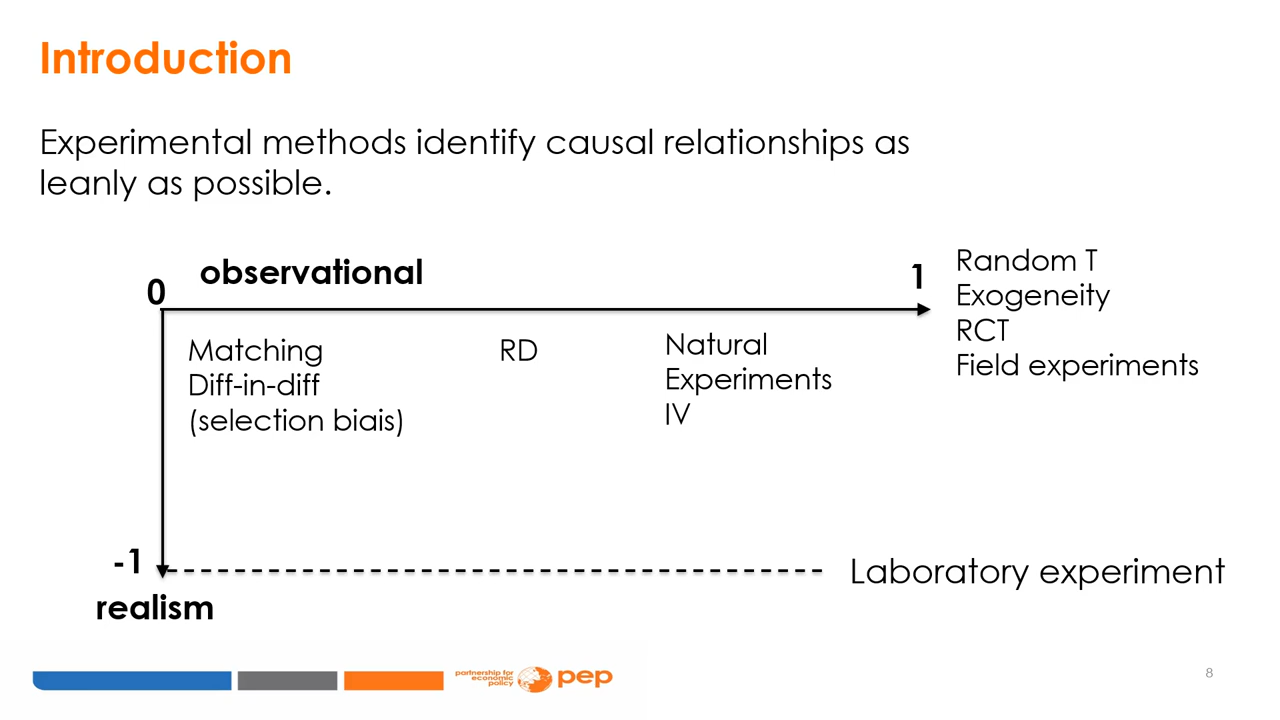 Introduction
Experimental methods identify causal relationships as
leanly as possible.
0
observational
1
Random T
Exogeneity
RCT
Field experiments
Matching
Diff-in-diff
(selection biais)
RD
Natural
Experiments
IV
-1
realism
Laboratory experiment
partnership for
economic
policy
pep
8